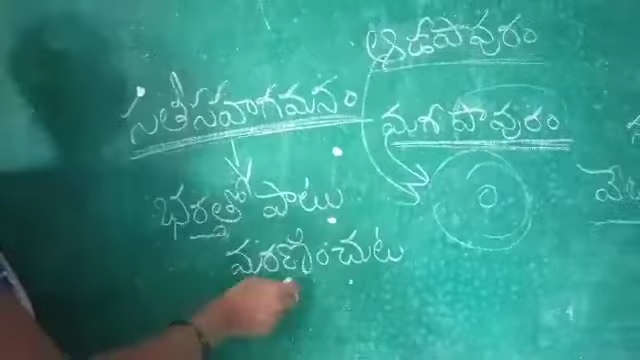 ఆడపావురం
సతీసహగమనం
మగపావురం
భర్తతో పాటు
మరణించుటు